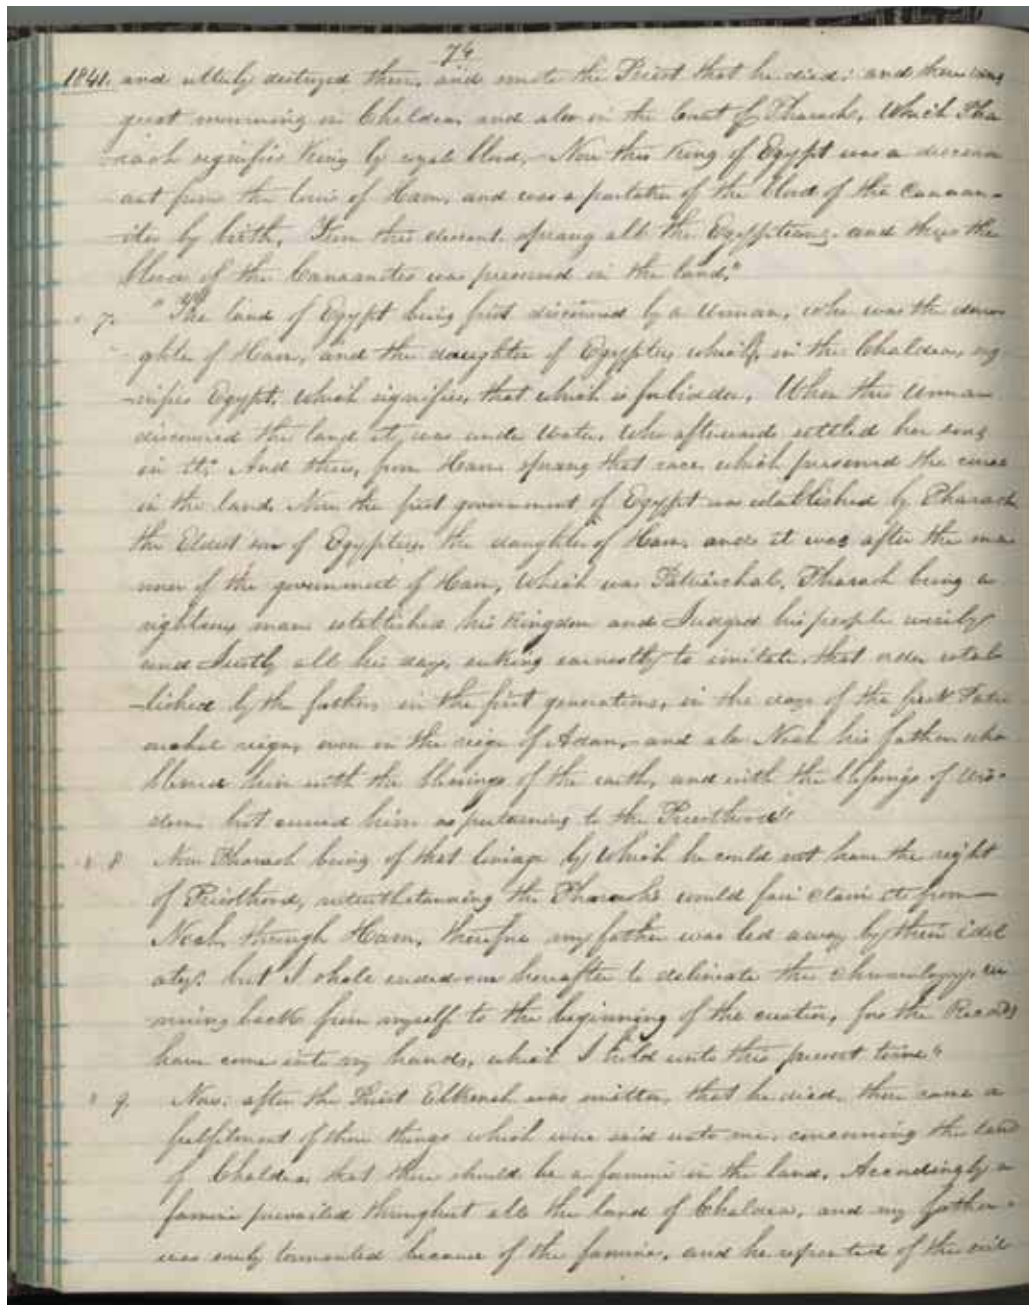 74
1841. and utterly destroyed them, and smote the Priest that he died: and there was
great mourning in Chaldea, and also in the Court of Pharaoh, Which Pha
raoh signifies King by royal blood. Now this King of Egypt was a descen
ant from the loins of Ham, and was a partaker of the blood of the Canaan-
ites by birth. From this descent sprang all the Egyptians, and thus the
blood of the Canaanites was preserved in the land."
" 7. "The land of Egypt being first discovered by a Woman, who was the dau
ghter of Ham, and the daughter of Egyptus, which, in the Chaldea, sig
-nifies Egypt, which signifies, that which is forbidden. When this Woman
discovered the land it was under Water, Who afterwards settled her sons
in it: And thus, from Ham sprang that race, which preserved the curse
in the land. Now the first government of Egypt was established by Pharaoh
the Eldest son of Egyptus, the daughter of Ham, and it was after the ma
nner of the government of Ham, Which was Patriarchal. Pharaoh being a
righteous man established his Kingdom and Judged his people wisely
and Justly all his days, seeking earnestly to imitate that order estab
-lished by the fathers in the first generations, in the days of the first Patri
archal reign, even in the reign of Adam, and also Noah his father, who
blessed him with the blessings of the earth, and with the blessings of Wis-
dom but cursed him as pertaining to the Priesthood"
" 8 Now Pharaoh being of that lineage by Which he could not have the right
of Priesthood, notwithstanding the Pharaohs would fain claim it from
Noah, through Ham, therefore my father was led away by their idol
atry: but I shall endeavour hereafter to delineate the Chronology run
ning back from myself to the beginning of the creation, for the Records
have come into my hands, which I hold unto this present time"
" 9. Now, after the Priest Elkenah was smitten, that he died, there came a
fulfilment of those things which were said unto me, concerning the land
of Chaldea, that there should be a famine in the land. Accordingly a
famine prevailed throughout all the land of Chaldea, and my father
was sorely tormented because of the famine, and he repented of the evil